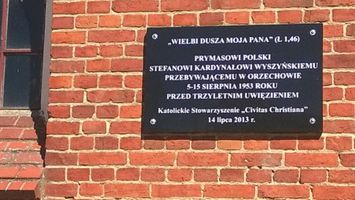 „WIELBI DUSZA MOJA PANA” (Ł 1,46)
PRYMASOWI POLSKI
STEFANOWI KARDYNAŁOWI WYSZYŃSKIEMU
PRZEBYWAJĄCEMU W ORZECHOWIE
5-15 SIERPNIA 1953 ROKU
PRZED TRZYLETNIM UWIĘZIENIEM
Katolickie Stowarzyszenie „Civitas Christiana”
14 lipca 2013 r.